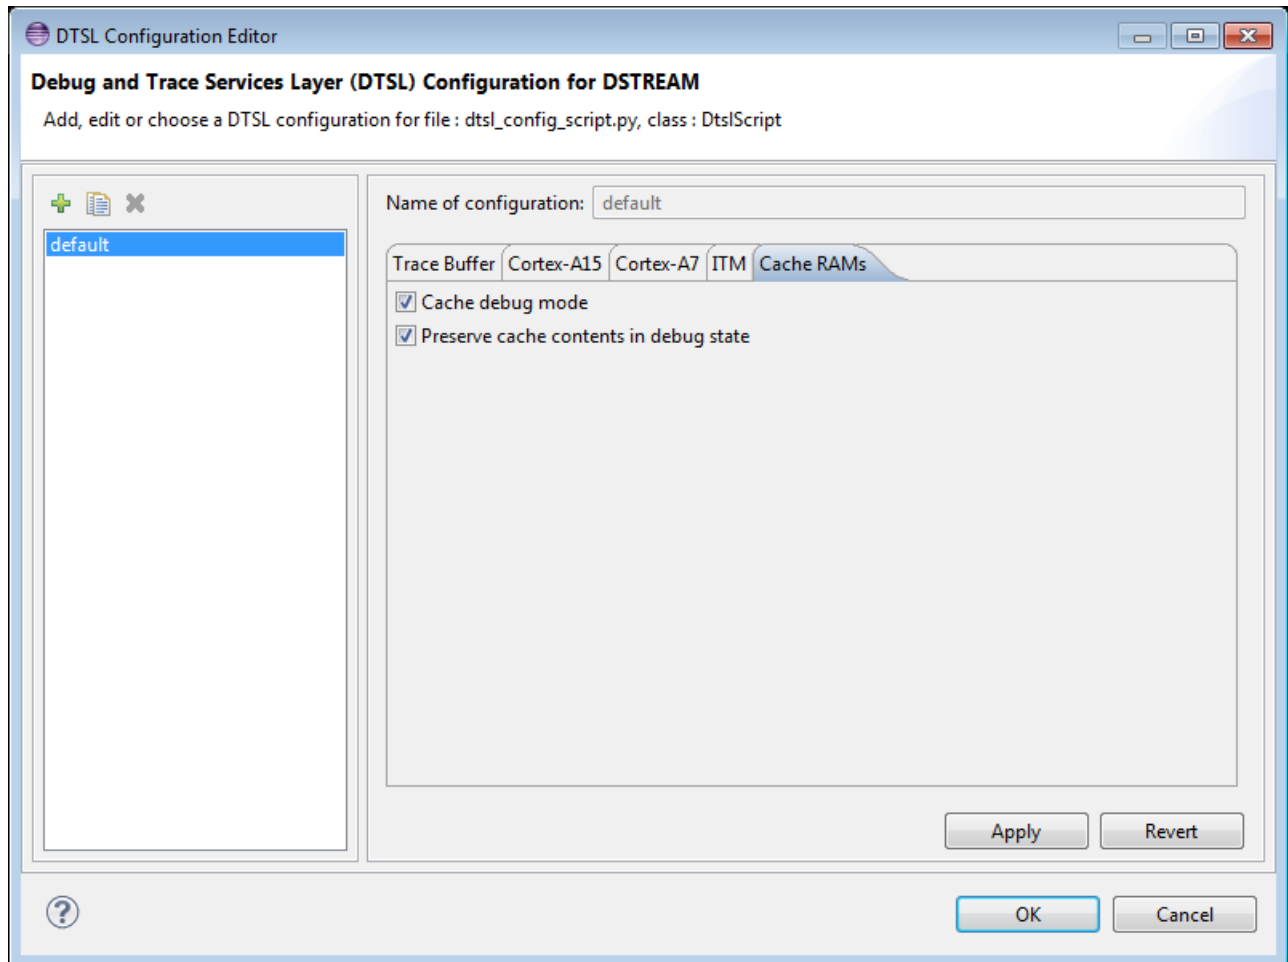 DTSL Configuration Editor
Debug and Trace Services Layer (DTSL) Configuration for DSTREAM
Add, edit or choose a DTSL configuration for file : dtsl_config_script.py, class : DtslScript
default
Name of configuration: default
Trace Buffer Cortex-A15 Cortex-A7 ITM Cache RAMs
Cache debug mode
Preserve cache contents in debug state
Apply Revert
OK Cancel